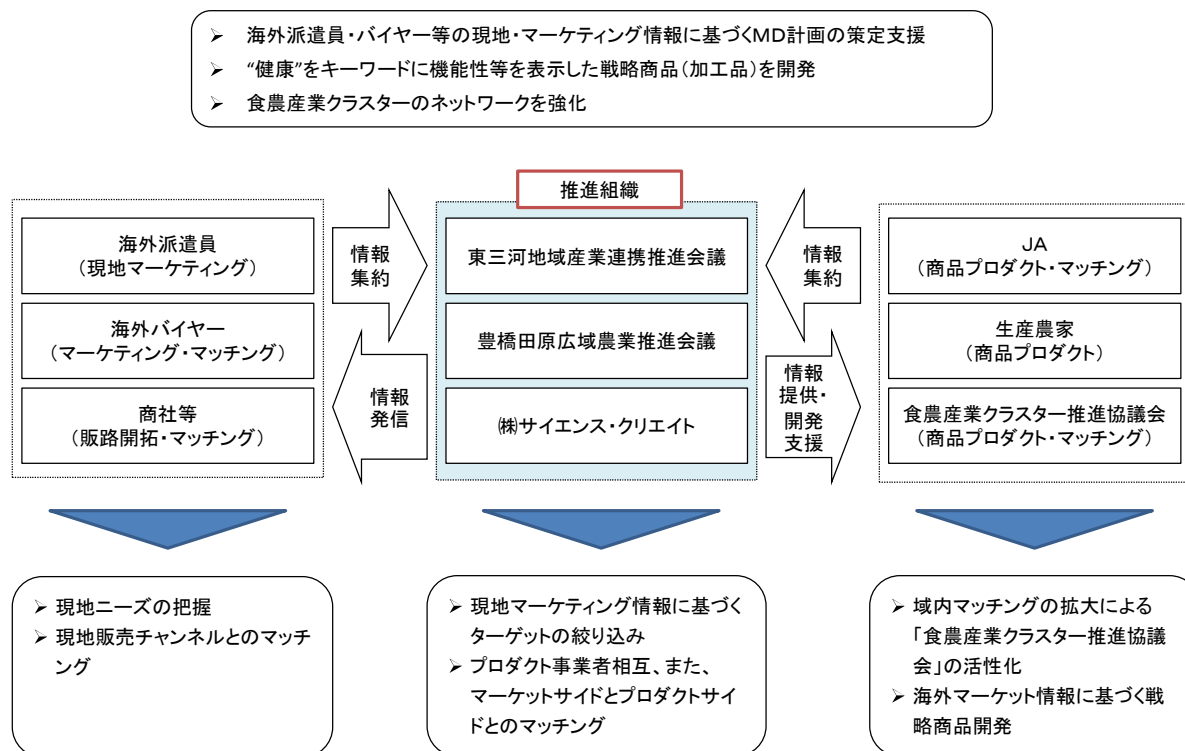 ➢ 海外派遣員・バイヤー等の現地・マーケティング情報に基づくMD計画の策定支援
➢ “健康”をキーワードに機能性等を表示した戦略商品（加工品）を開発
➢ 食農産業クラスターのネットワークを強化
推進組織
海外派遣員
（現地マーケティング）
海外バイヤー
（マーケティング・マッチング）
商社等
（販路開拓・マッチング）
情報
集約
情報
発信
東三河地域産業連携推進会議
豊橋田原広域農業推進会議
㈱サイエンス・クリエイト
情報
集約
情報
提供・
開発
支援
JA
（商品プロダクト・マッチング）
生産農家
（商品プロダクト）
食農産業クラスター推進協議会
（商品プロダクト・マッチング）
➢ 現地ニーズの把握
➢ 現地販売チャンネルとのマッチ
ング
➢ 現地マーケティング情報に基づく
ターゲットの絞り込み
➢ プロダクト事業者相互、また、
マーケットサイドとプロダクトサイ
ドとのマッチング
➢ 域内マッチングの拡大による
「食農産業クラスター推進協議
会」の活性化
➢ 海外マーケット情報に基づく戦
略商品開発